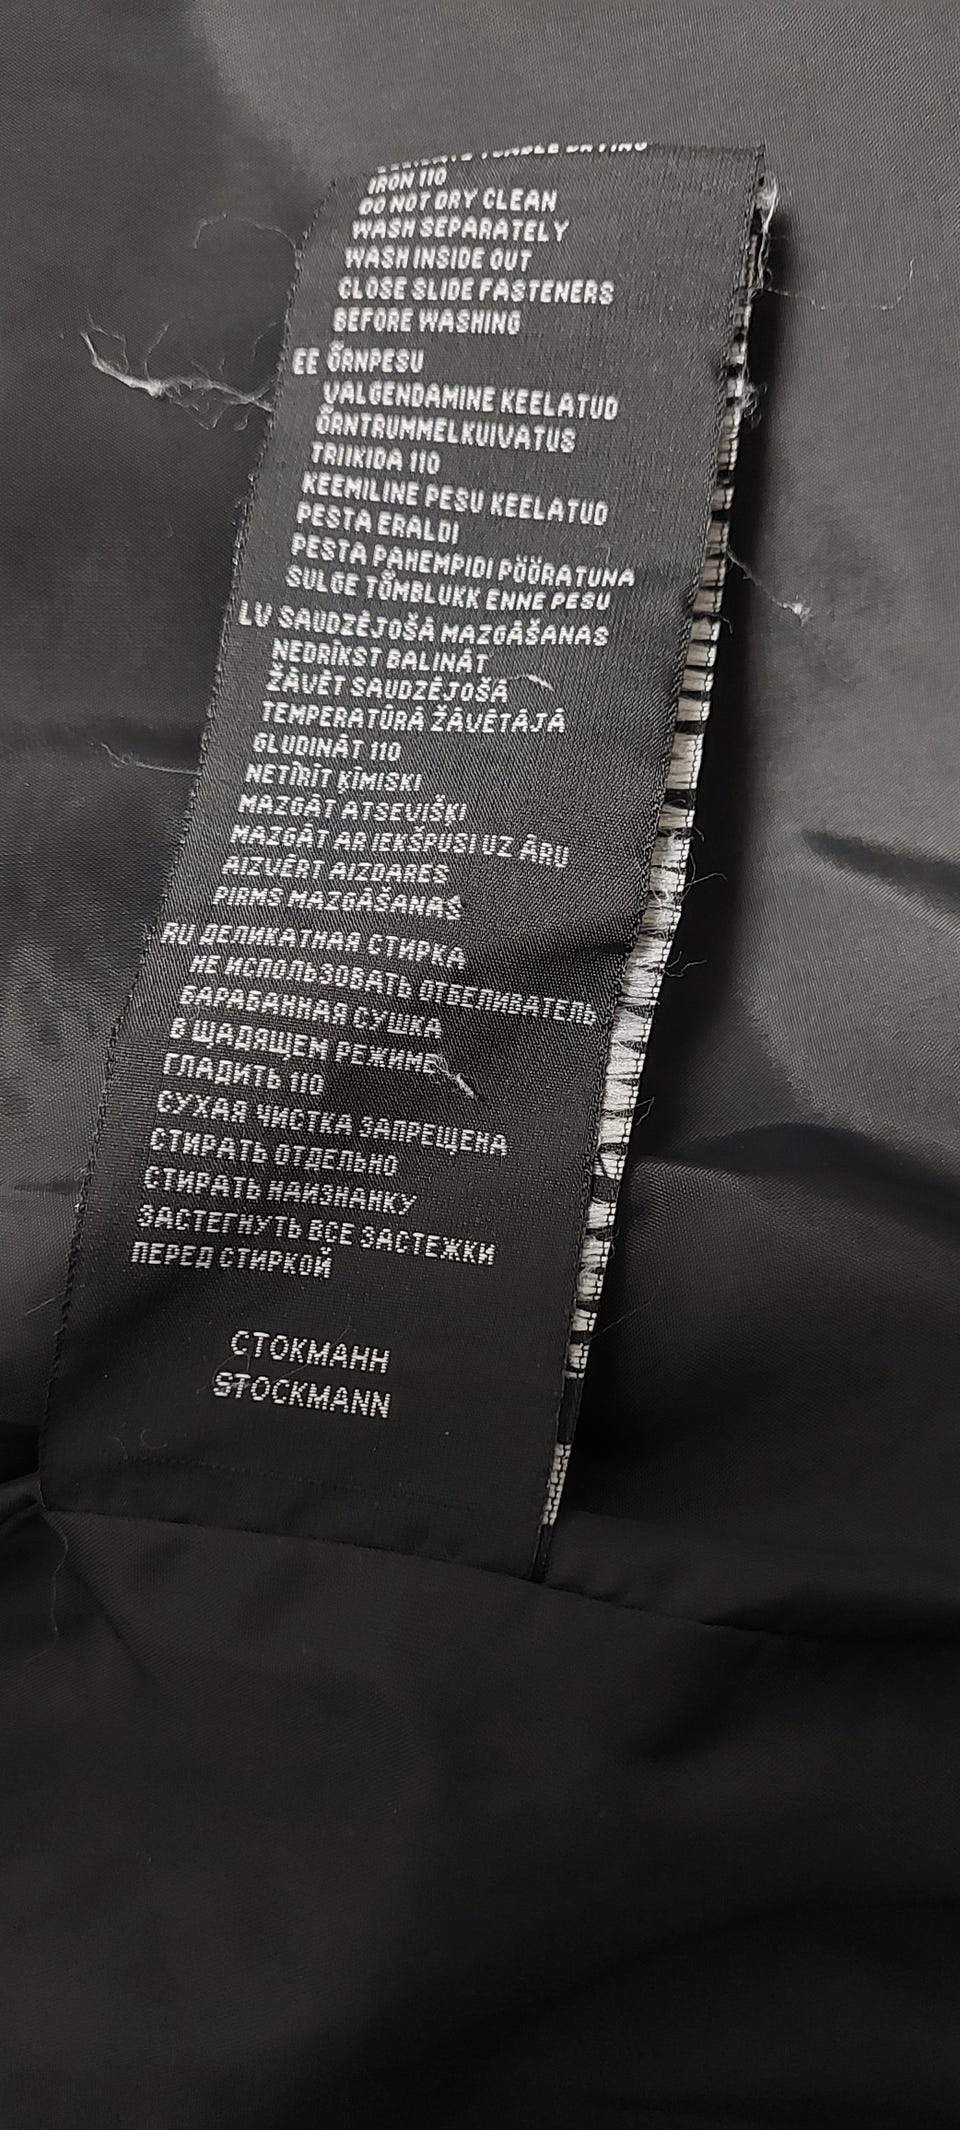 TUMBLE DRYING
IRON 110
DO NOT DRY CLEAN
WASH SEPARATELY
WASH INSIDE OUT
CLOSE SLIDE FASTENERS
BEFORE WASHING
EE ÕRNPESU
VALGENDAMINE KEELATUD
ÕRNTRUMMELKUIVATUS
TRIIKIDA 110
KEEMILINE PESU KEELATUD
PESTA ERALDI
PESTA PAHEMPIDI PÖÖRATUNA
SULGE TÕMBLUKK ENNE PESU
LV SAUDZĒJOŠĀ MAZGĀŠANAS
NEDRĪKST BALINĀT
ŽĀVĒT SAUDZĒJOŠĀ
TEMPERATŪRĀ ŽĀVĒTĀJĀ
GLUDINĀT 110
NETĪRĪT ĶĪMISKI
MAZGĀT ATSEVIŠĶI
MAZGĀT AR IEKŠPUSI UZ ĀRU
AIZVĒRT AIZDARES
PIRMS MAZGĀŠANAS
RU ДЕЛИКАТНАЯ СТИРКА
НЕ ИСПОЛЬЗОВАТЬ ОТБЕЛИВАТЕЛЬ
БАРАБАННАЯ СУШКА
В ЩАДЯЩЕМ РЕЖИМЕ
ГЛАДИТЬ 110
СУХАЯ ЧИСТКА ЗАПРЕЩЕНА
СТИРАТЬ ОТДЕЛЬНО
СТИРАТЬ НАИЗНАНКУ
ЗАСТЕГНУТЬ ВСЕ ЗАСТЕЖКИ
ПЕРЕД СТИРКОЙ
СТОКМАНН
STOCKMANN